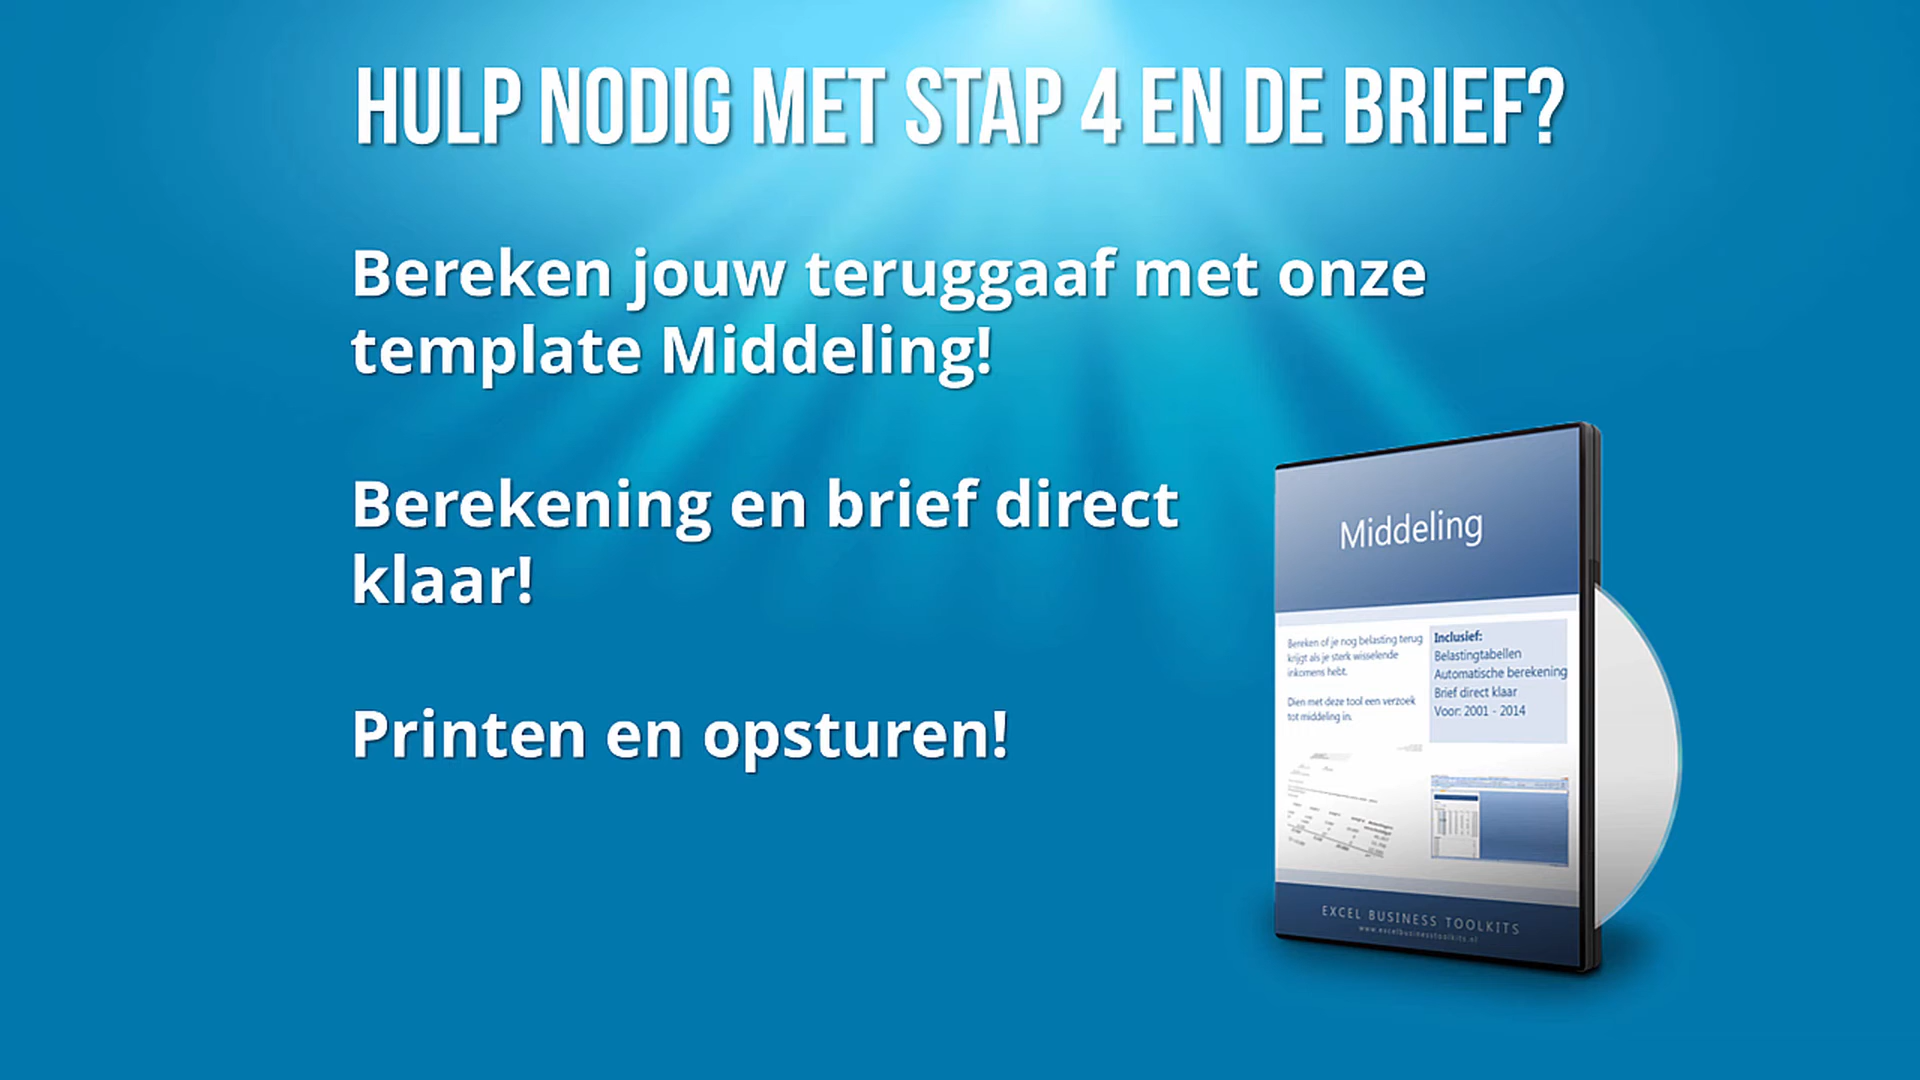 HULP NODIG MET STAP 4 EN DE BRIEF?
Bereken jouw teruggaaf met onze
template Middeling!
Berekening en brief direct
klaar!
Printen en opsturen!
Middeling
Bereken of je nog belasting terug
krijgt als je sterk wisselende
inkomens hebt.
Dien met deze tool een verzoek
tot middeling in.
Inclusief:
Belastingtabellen
Automatische berekening
Brief direct klaar
Voor: 2001 - 2014
EXCEL BUSINESS TOOLKITS
www.excelbusinesstoolkits.nl